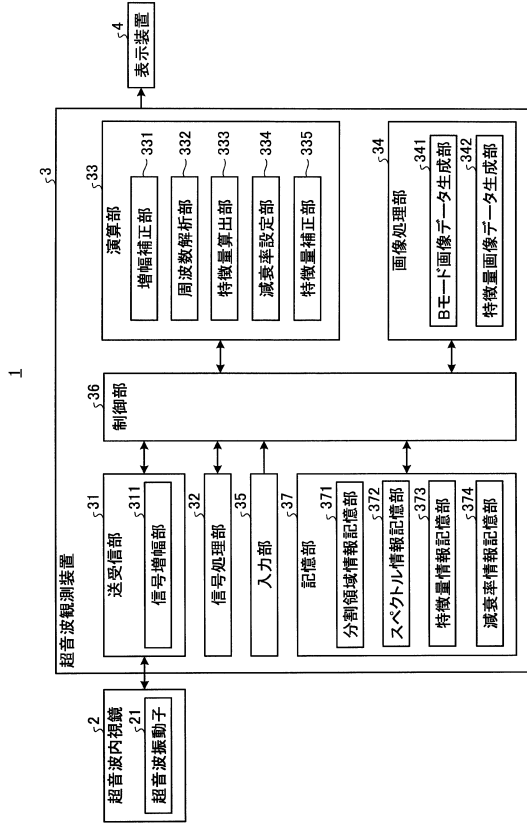 1
超音波観測装置
3
超音波内視鏡
2
超音波振動子
21
送受信部
31
信号増幅部
311
信号処理部
32
入力部
35
記憶部
37
分割領域情報記憶部
371
スペクトル情報記憶部
372
特徴量情報記憶部
373
減衰率情報記憶部
374
制御部
36
演算部
33
増幅補正部
331
周波数解析部
332
特徴量算出部
333
減衰率設定部
334
特徴量補正部
335
画像処理部
34
Bモード画像データ生成部
341
特徴量画像データ生成部
342
表示装置
4